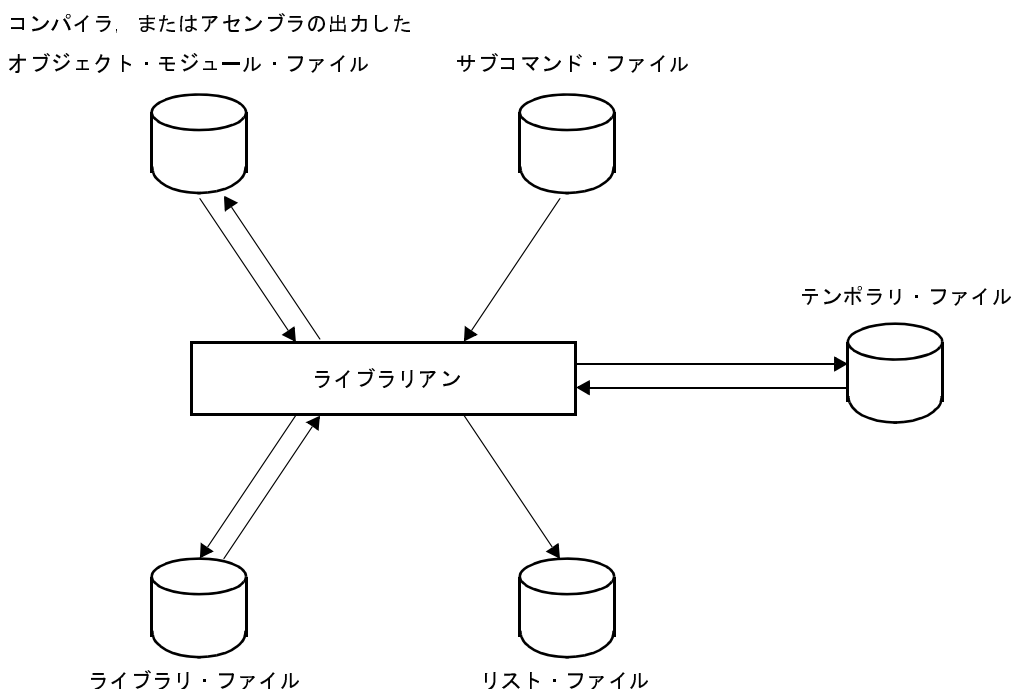 コンパイラ，またはアセンブラの出力した
オブジェクト・モジュール・ファイル
サブコマンド・ファイル
テンポラリ・ファイル
ライブラリアン
ライブラリ・ファイル
リスト・ファイル